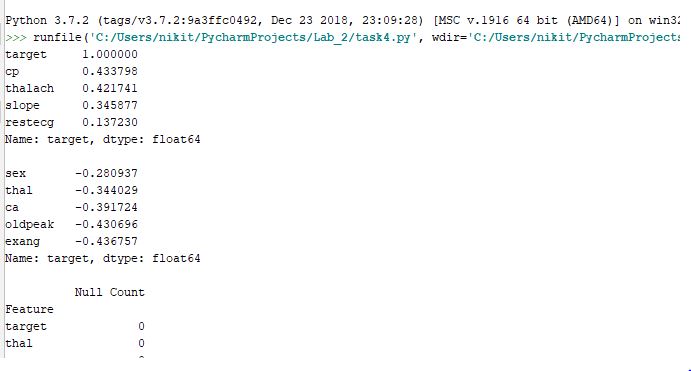 Python 3.7.2 (tags/v3.7.2:9a3ffc0492, Dec 23 2018, 23:09:28) [MSC v.1916 64 bit (AMD64)] on win32
>>> runfile('C:/Users/nikit/PycharmProjects/Lab_2/task4.py', wdir='C:/Users/nikit/PycharmProjects
target 1.000000
cp 0.433798
thalach 0.421741
slope 0.345877
restecg 0.137230
Name: target, dtype: float64
sex -0.280937
thal -0.344029
ca -0.391724
oldpeak -0.430696
exang -0.436757
Name: target, dtype: float64
Null Count
Feature
target 0
thal 0